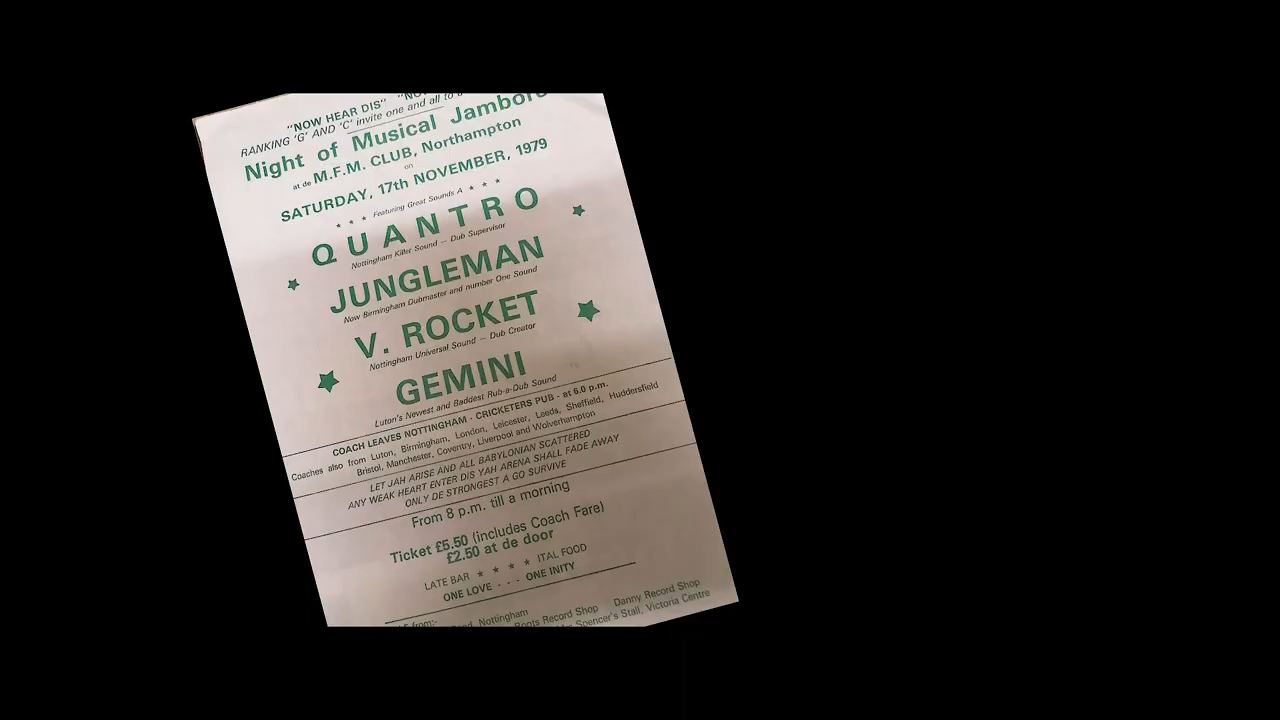 "NOW HEAR DIS" "NOW
RANKING 'G' AND 'C' invite one and all to a
Night of Musical Jambore
at de M.F.M. CLUB, Northampton
on
SATURDAY, 17th NOVEMBER, 1979
* * * Featuring Great Sounds A * * *
QUANTRO
Nottingham Killer Sound — Dub Supervisor
JUNGLEMAN
Now Birmingham Dubmaster and number One Sound
V. ROCKET
Nottingham Universal Sound — Dub Creator
GEMINI
Luton's Newest and Baddest Rub-a-Dub Sound
COACH LEAVES NOTTINGHAM - CRICKETERS PUB - at 6.0 p.m.
Coaches also from Luton, Birmingham, London, Leicester, Leeds, Sheffield, Huddersfield
Bristol, Manchester, Coventry, Liverpool and Wolverhampton
LET JAH ARISE AND ALL BABYLONIAN SCATTERED
ANY WEAK HEART ENTER DIS YAH ARENA SHALL FADE AWAY
ONLY DE STRONGEST A GO SURVIVE
From 8 p.m. till a morning
Ticket £5.50 (includes Coach Fare)
£2.50 at de door
LATE BAR * * * * ITAL FOOD
ONE LOVE - - - ONE INITY
from:-
Nottingham
Roots Record Shop Danny Record Shop
Spencer's Stall, Victoria Centre